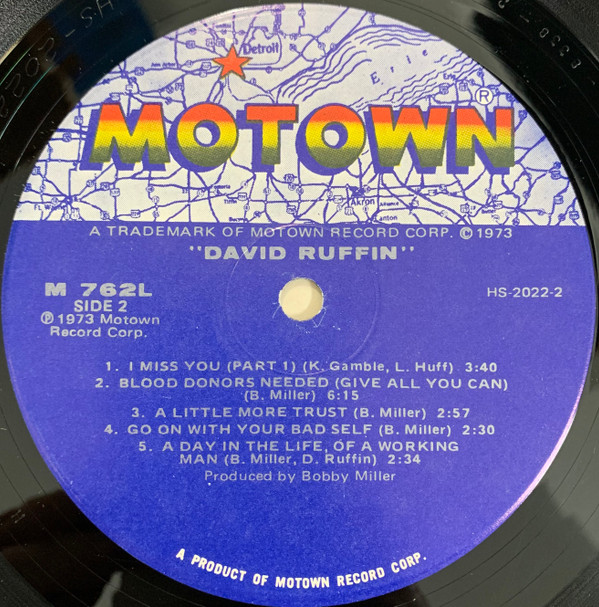 Detroit
Erie
MOTOWN®
Akron
Canton
A TRADEMARK OF MOTOWN RECORD CORP. © 1973
"DAVID RUFFIN"
M 762L
SIDE 2
℗ 1973 Motown
Record Corp.
HS-2022-2
1. I MISS YOU (PART 1) (K. Gamble, L. Huff) 3:40
2. BLOOD DONORS NEEDED (GIVE ALL YOU CAN)
(B. Miller) 6:15
3. A LITTLE MORE TRUST (B. Miller) 2:57
4. GO ON WITH YOUR BAD SELF (B. Miller) 2:30
5. A DAY IN THE LIFE, OF A WORKING
MAN (B. Miller, D. Ruffin) 2:34
Produced by Bobby Miller
A PRODUCT OF MOTOWN RECORD CORP.